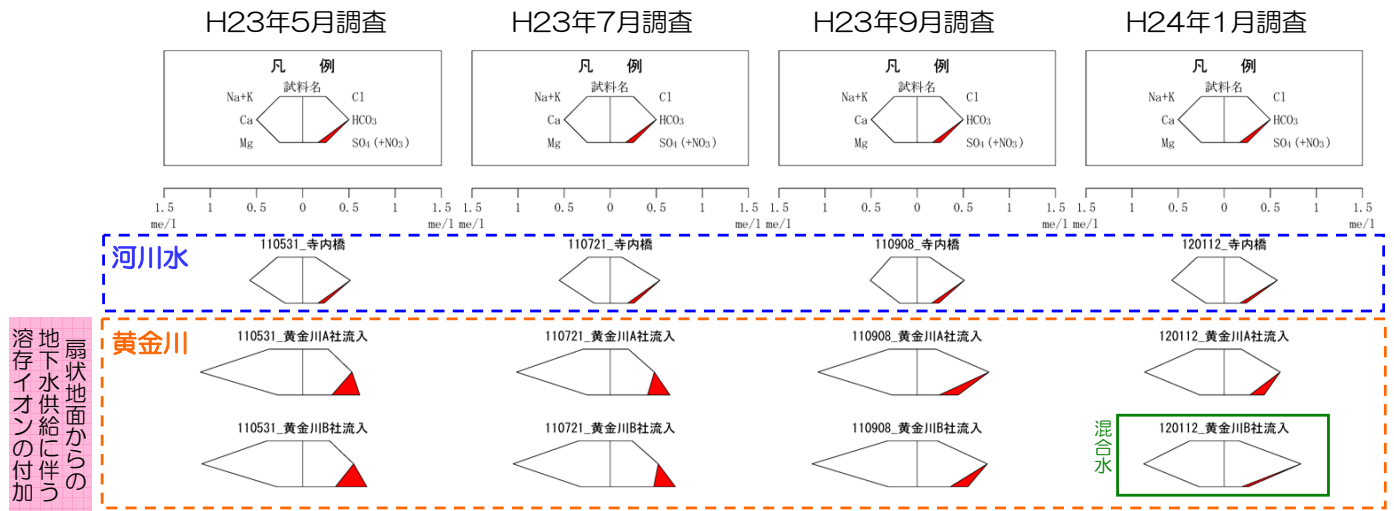 H23年5月調査
H23年7月調査
H23年9月調査
H24年1月調査
凡 例
試料名
Na+K
Cl
Ca
HCO₃
Mg
SO₄(+NO₃)
凡 例
試料名
Na+K
Cl
Ca
HCO₃
Mg
SO₄(+NO₃)
凡 例
試料名
Na+K
Cl
Ca
HCO₃
Mg
SO₄(+NO₃)
凡 例
試料名
Na+K
Cl
Ca
HCO₃
Mg
SO₄(+NO₃)
1.5 1 0.5 0 0.5 1 1.5
me/l me/l
1.5 1 0.5 0 0.5 1 1.5
me/l me/l
1.5 1 0.5 0 0.5 1 1.5
me/l me/l
1.5 1 0.5 0 0.5 1 1.5
me/l me/l
河川水
110531_寺内橋
110721_寺内橋
110908_寺内橋
120112_寺内橋
扇状地面からの
地下水供給に伴う
溶存イオンの付加
黄金川
110531_黄金川A社流入
110721_黄金川A社流入
110908_黄金川A社流入
120112_黄金川A社流入
110531_黄金川B社流入
110721_黄金川B社流入
110908_黄金川B社流入
混合水
120112_黄金川B社流入